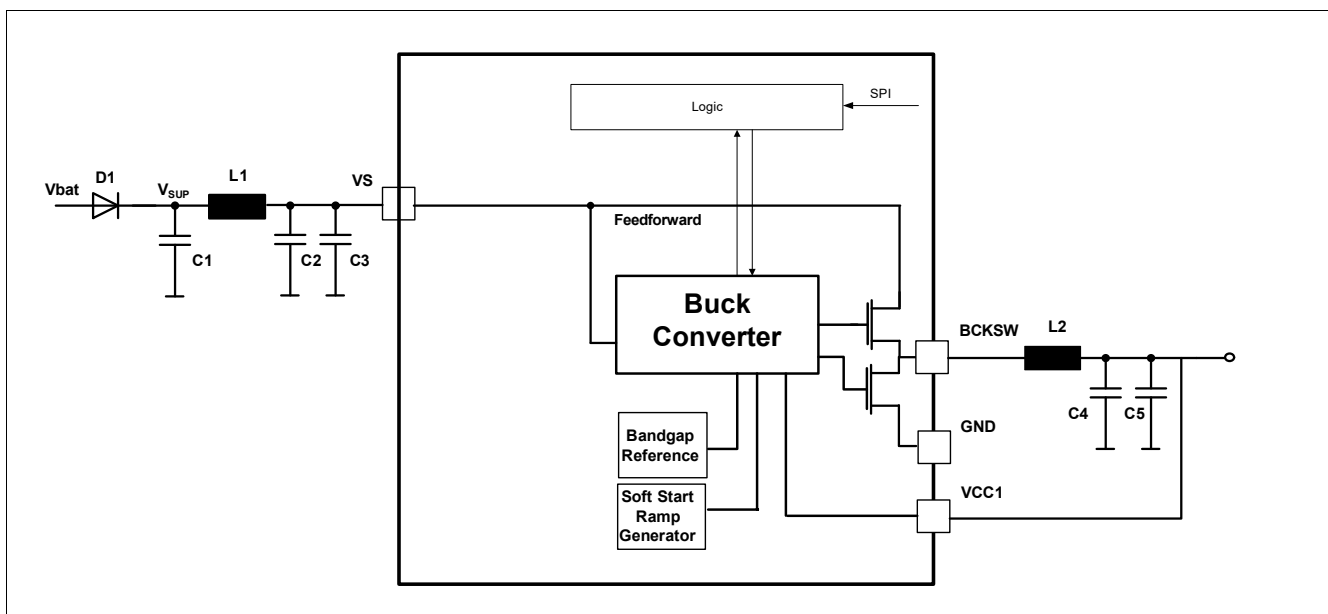 Logic
SPI
Vbat
D1
VSUP
L1
VS
C1
C2
C3
Feedforward
Buck
Converter
BCKSW
L2
C4
C5
GND
Bandgap
Reference
VCC1
Soft Start
Ramp
Generator